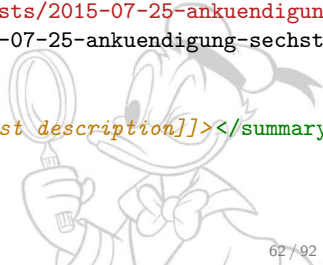 sts/2015-07-25-ankuendigun
-07-25-ankuendigung-sechst
st description]]></summary
62 / 92